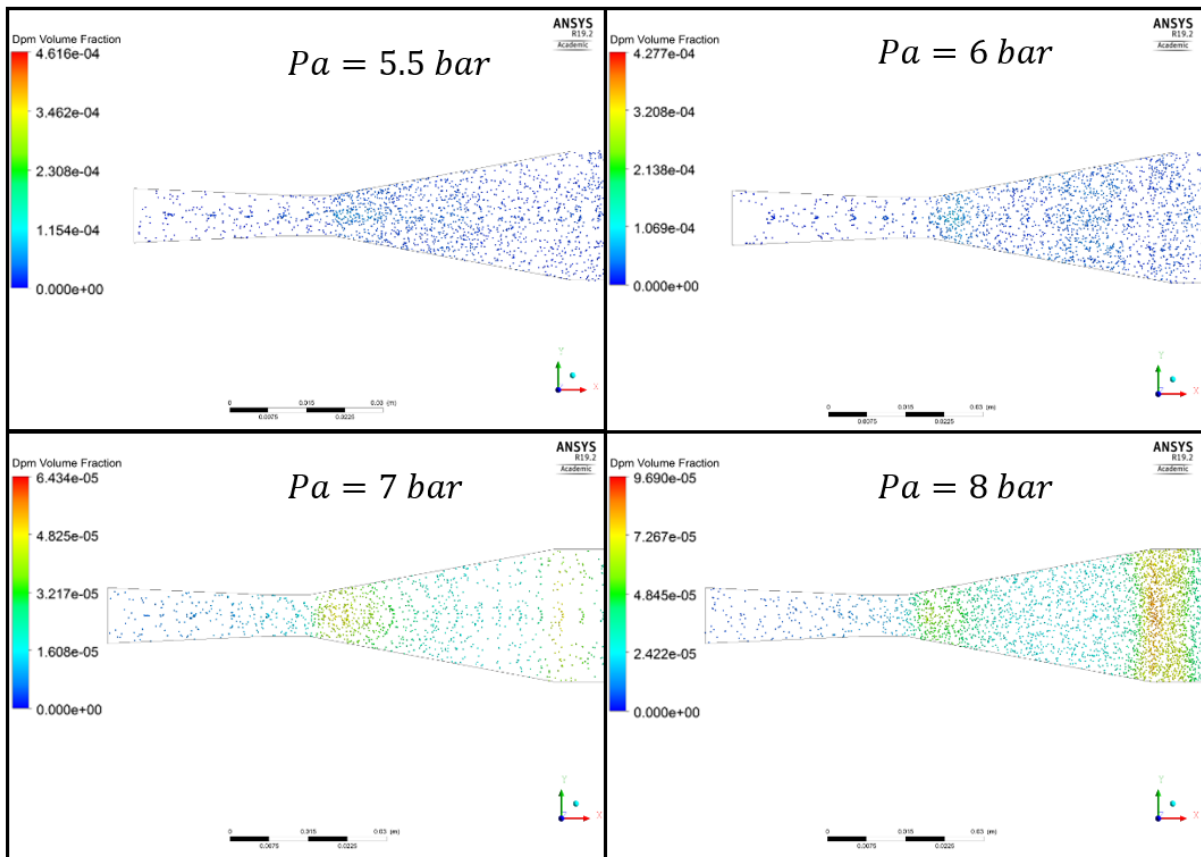 ANSYS
R19.2
Academic
Dpm Volume Fraction
4.616e-04
3.462e-04
2.308e-04
1.154e-04
0.000e+00
Pa = 5.5 bar
Y
X
0 0.015 0.03 (m)
0.0075 0.0225
ANSYS
R19.2
Academic
Dpm Volume Fraction
4.277e-04
3.208e-04
2.138e-04
1.069e-04
0.000e+00
Pa = 6 bar
Y
X
0 0.015 0.03 (m)
0.0075 0.0225
ANSYS
R19.2
Academic
Dpm Volume Fraction
6.434e-05
4.825e-05
3.217e-05
1.608e-05
0.000e+00
Pa = 7 bar
Y
X
0 0.015 0.03 (m)
0.0075 0.0225
ANSYS
R19.2
Academic
Dpm Volume Fraction
9.690e-05
7.267e-05
4.845e-05
2.422e-05
0.000e+00
Pa = 8 bar
Y
X
0 0.015 0.03 (m)
0.0075 0.0225